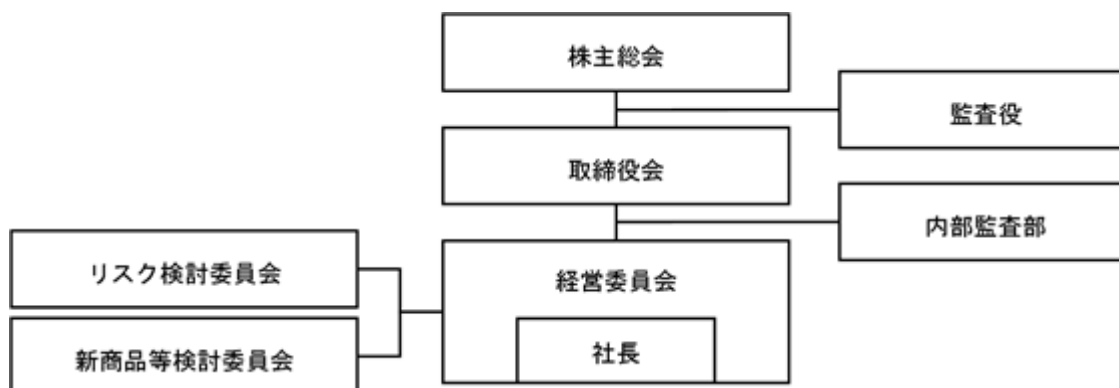 株主総会
監査役
取締役会
内部監査部
リスク検討委員会
経営委員会
新商品等検討委員会
社長